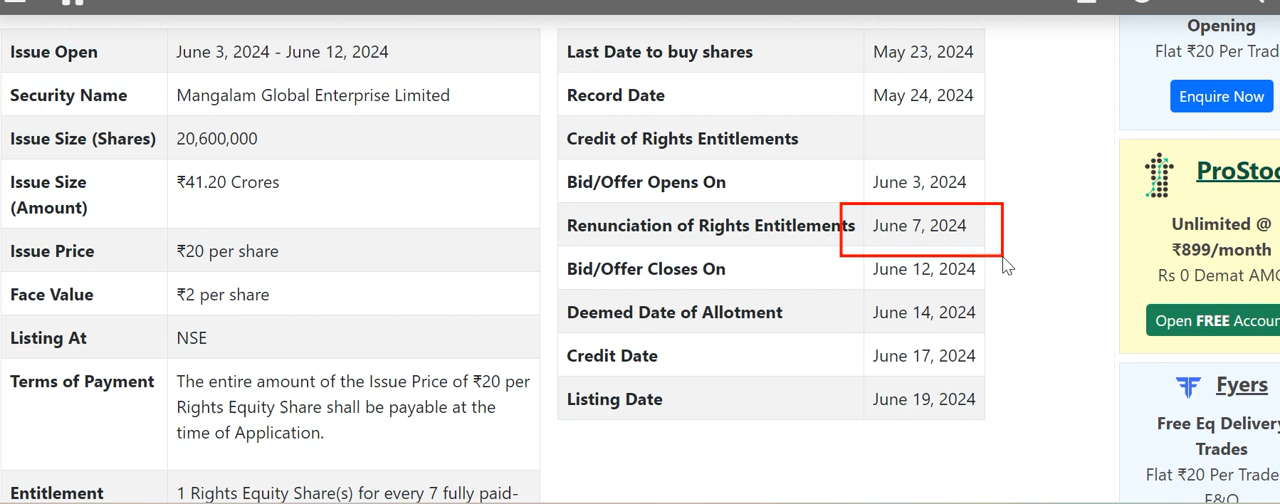 Issue Open June 3, 2024 - June 12, 2024
Security Name Mangalam Global Enterprise Limited
Issue Size (Shares) 20,600,000
Issue Size ₹41.20 Crores
(Amount)
Issue Price ₹20 per share
Face Value ₹2 per share
Listing At NSE
Terms of Payment The entire amount of the Issue Price of ₹20 per
Rights Equity Share shall be payable at the
time of Application.
Entitlement 1 Rights Equity Share(s) for every 7 fully paid-
Last Date to buy shares May 23, 2024
Record Date May 24, 2024
Credit of Rights Entitlements
Bid/Offer Opens On June 3, 2024
Renunciation of Rights Entitlements June 7, 2024
Bid/Offer Closes On June 12, 2024
Deemed Date of Allotment June 14, 2024
Credit Date June 17, 2024
Listing Date June 19, 2024
Opening
Flat ₹20 Per Trad
Enquire Now
ProStoc
Unlimited @
₹899/month
Rs 0 Demat AMC
Open FREE Accoun
Fyers
Free Eq Delivery
Trades
Flat ₹20 Per Trade
F&O